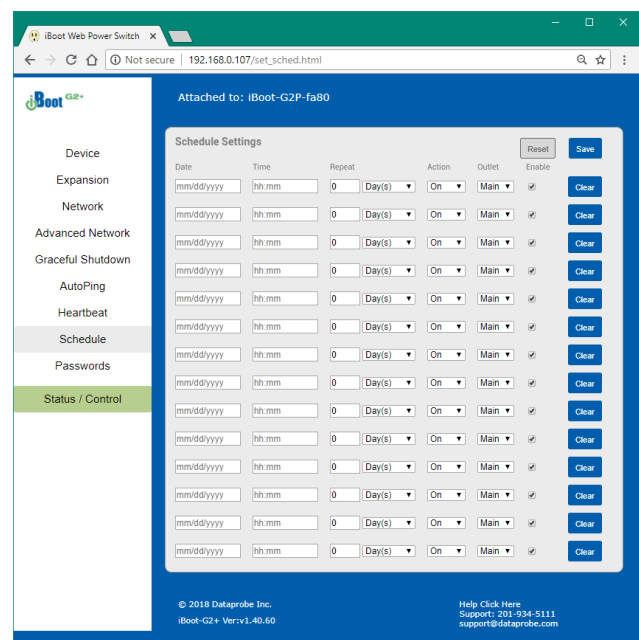 iBoot Web Power Switch
Not secure | 192.168.0.107/set_sched.html
iBoot G2+
Attached to: iBoot-G2P-fa80
Device
Expansion
Network
Advanced Network
Graceful Shutdown
AutoPing
Heartbeat
Schedule
Passwords
Status / Control
Schedule Settings
Reset
Save
Date Time Repeat Action Outlet Enable
mm/dd/yyyy hh:mm 0 Day(s) On Main Clear
mm/dd/yyyy hh:mm 0 Day(s) On Main Clear
mm/dd/yyyy hh:mm 0 Day(s) On Main Clear
mm/dd/yyyy hh:mm 0 Day(s) On Main Clear
mm/dd/yyyy hh:mm 0 Day(s) On Main Clear
mm/dd/yyyy hh:mm 0 Day(s) On Main Clear
mm/dd/yyyy hh:mm 0 Day(s) On Main Clear
mm/dd/yyyy hh:mm 0 Day(s) On Main Clear
mm/dd/yyyy hh:mm 0 Day(s) On Main Clear
mm/dd/yyyy hh:mm 0 Day(s) On Main Clear
mm/dd/yyyy hh:mm 0 Day(s) On Main Clear
mm/dd/yyyy hh:mm 0 Day(s) On Main Clear
mm/dd/yyyy hh:mm 0 Day(s) On Main Clear
mm/dd/yyyy hh:mm 0 Day(s) On Main Clear
© 2018 Dataprobe Inc.
iBoot-G2+ Ver:v1.40.60
Help Click Here
Support: 201-934-5111
support@dataprobe.com